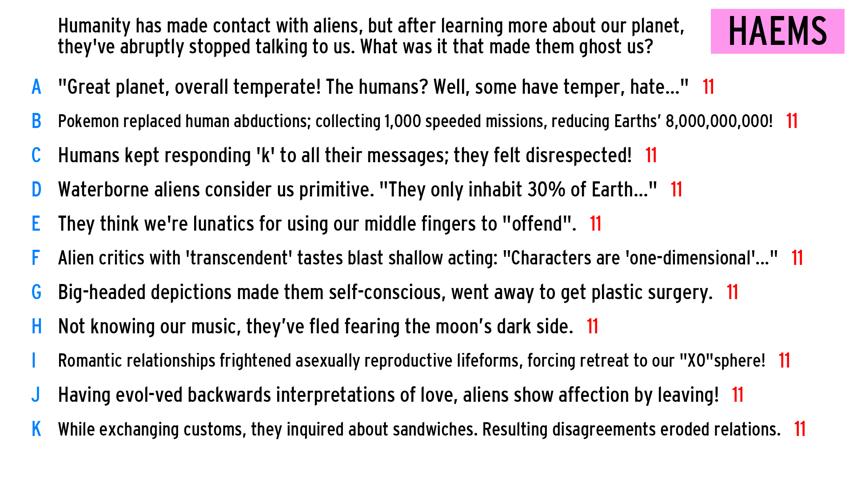 Humanity has made contact with aliens, but after learning more about our planet,
they've abruptly stopped talking to us. What was it that made them ghost us?
HAEMS
A "Great planet, overall temperate! The humans? Well, some have temper, hate..." 11
B Pokemon replaced human abductions; collecting 1,000 speeded missions, reducing Earths' 8,000,000,000! 11
C Humans kept responding 'k' to all their messages; they felt disrespected! 11
D Waterborne aliens consider us primitive. "They only inhabit 30% of Earth..." 11
E They think we're lunatics for using our middle fingers to "offend". 11
F Alien critics with 'transcendent' tastes blast shallow acting: "Characters are 'one-dimensional'..." 11
G Big-headed depictions made them self-conscious, went away to get plastic surgery. 11
H Not knowing our music, they've fled fearing the moon's dark side. 11
I Romantic relationships frightened asexually reproductive lifeforms, forcing retreat to our "XO"sphere! 11
J Having evol-ved backwards interpretations of love, aliens show affection by leaving! 11
K While exchanging customs, they inquired about sandwiches. Resulting disagreements eroded relations. 11